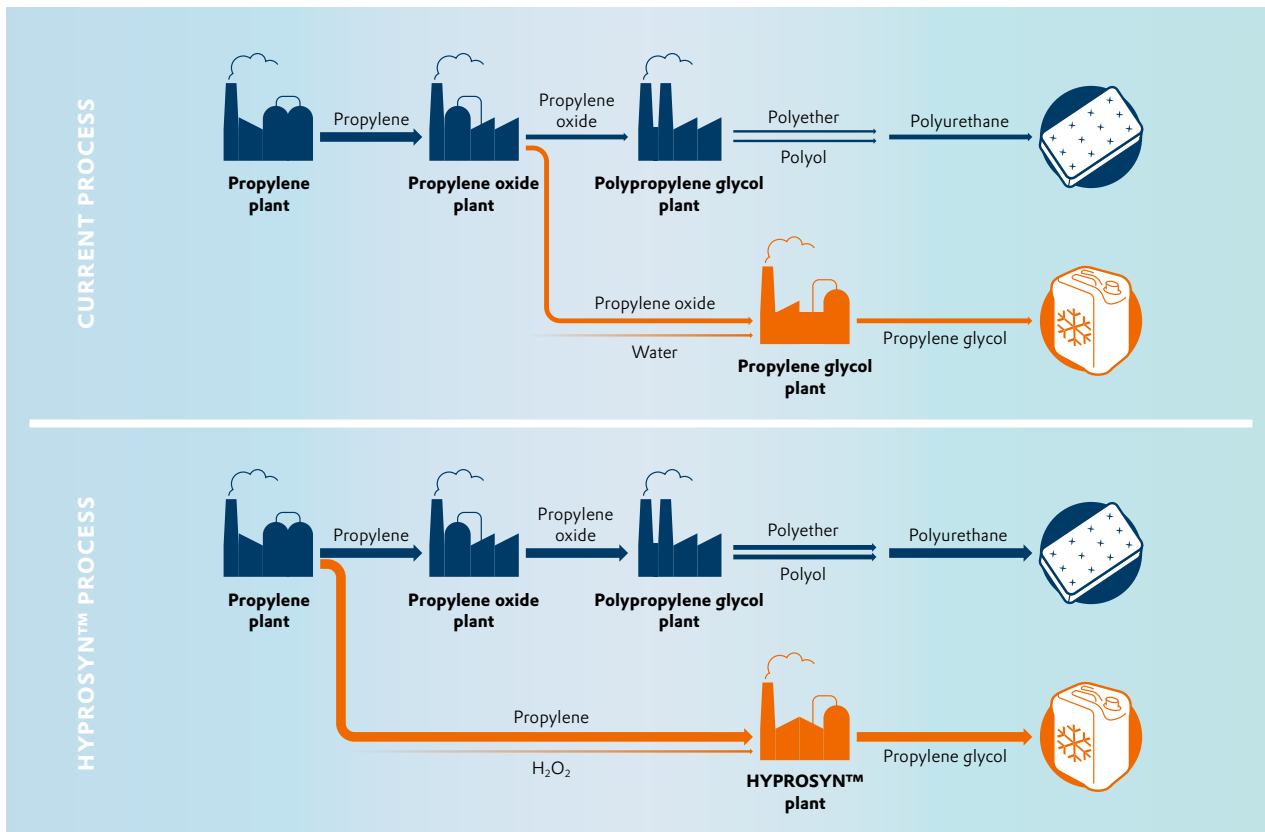 CURRENT PROCESS
Propylene
Propylene
oxide
Polyether
Polyol
Polyurethane
Propylene
plant
Propylene oxide
plant
Polypropylene glycol
plant
Propylene oxide
Water
Propylene glycol
Propylene glycol
plant
HYPROSYN™ PROCESS
Propylene
Propylene
oxide
Polyether
Polyol
Polyurethane
Propylene
plant
Propylene oxide
plant
Polypropylene glycol
plant
Propylene
H₂O₂
Propylene glycol
HYPROSYN™
plant